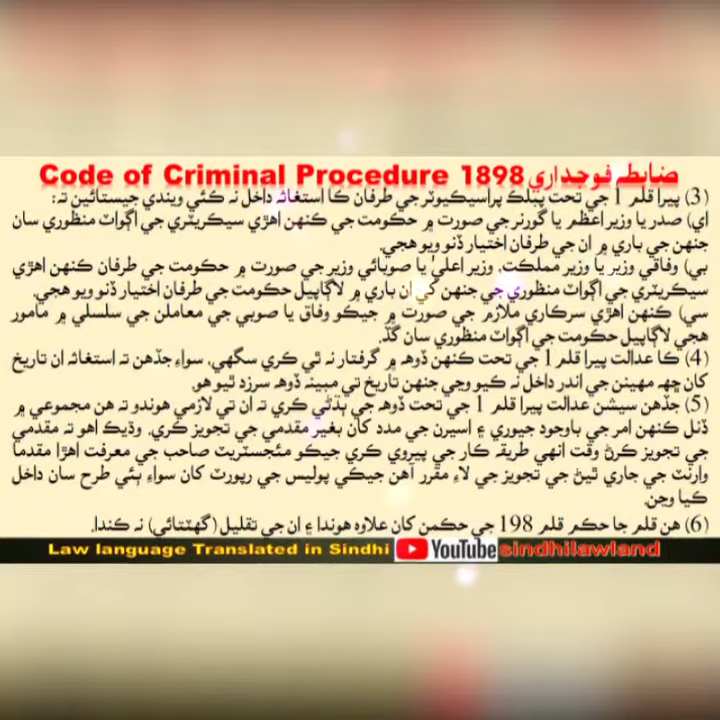 Code of Criminal Procedure 1898 ضابطہ فوجداري
(3) پيرا قلم 1 جي تحت پبلڪ پراسيڪيوٽر جي طرفان ڪا استغاثہ داخل نہ ڪئي ويندي جيستائين تہ:
اي) صدر يا وزير اعظم يا گورنر جي صورت ۾ حڪومت جي ڪنهن اهڙي سيڪريٽري جي اڳواٽ منظوري سان
جنهن جي باري ۾ ان جي طرفان اختيار ڏنو ويو هجي.
بي) وفاقي وزير يا وزير مملڪت، وزير اعليٰ يا صوبائي وزير جي صورت ۾ حڪومت جي طرفان ڪنهن اهڙي
سيڪريٽري جي اڳواٽ منظوري جي جنهن کي ان باري ۾ لاڳاپيل حڪومت جي طرفان اختيار ڏنو ويو هجي.
سي) ڪنهن اهڙي سرڪاري ملازم جي صورت ۾ جيڪو وفاق يا صوبي جي معاملن جي سلسلي ۾ مامور
هجي لاڳاپيل حڪومت جي اڳواٽ منظوري سان گڏ.
(4) ڪا عدالت پيرا قلم 1 جي تحت ڪنهن ڏوهہ ۾ گرفتار نہ ٿي ڪري سگهي، سواءِ جڏهن تہ استغاثہ ان تاريخ
کان ڇهہ مهينن جي اندر داخل نہ ڪيو وڃي جنهن تاريخ تي مبينہ ڏوهہ سرزد ٿيو هو.
(5) جڏهن سيشن عدالت پيرا قلم 1 جي تحت ڏوهہ جي ٻڌڻي ڪري تہ ان تي لازمي هوندو تہ هن مجموعي ۾
ڏنل ڪنهن امر جي باوجود جيوري ۽ اسيرن جي مدد کان بغير مقدمي جي تجويز ڪري. وڌيڪ اهو تہ مقدمي
جي تجويز ڪرڻ وقت انهي طريقہ ڪار جي پيروي ڪري جيڪو مئجسٽريٽ صاحب جي معرفت اهڙا مقدما
وارنٽ جي جاري ٿيڻ جي تجويز جي لاءِ مقرر آهن جيڪي پوليس جي رپورٽ کان سواءِ ٻئي طرح سان داخل
ڪيا وڃن.
(6) هن قلم جا حڪم قلم 198 جي حڪمن کان علاوه هوندا ۽ ان جي تقليل (گهٽتائي) نہ ڪندا.
Law language Translated in Sindhi YouTube sindhilawland